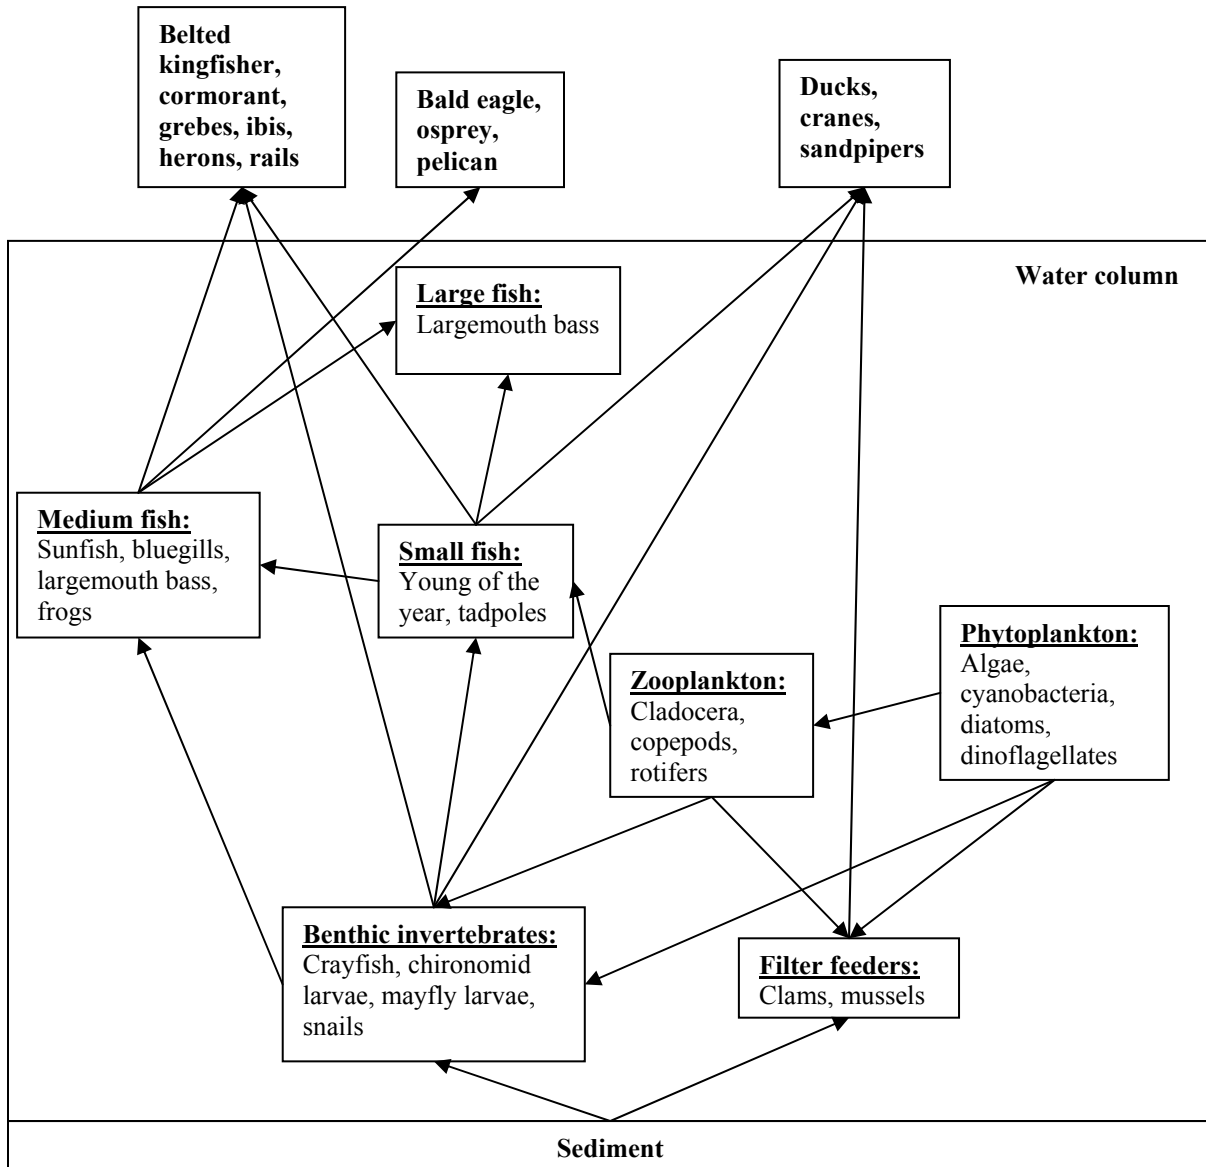 Belted
kingfisher,
cormorant,
grebes, ibis,
herons, rails
Bald eagle,
osprey,
pelican
Ducks,
cranes,
sandpipers
Water column
Large fish:
Largemouth bass
Medium fish:
Sunfish, bluegills,
largemouth bass,
frogs
Small fish:
Young of the
year, tadpoles
Zooplankton:
Cladocera,
copepods,
rotifers
Phytoplankton:
Algae,
cyanobacteria,
diatoms,
dinoflagellates
Benthic invertebrates:
Crayfish, chironomid
larvae, mayfly larvae,
snails
Filter feeders:
Clams, mussels
Sediment